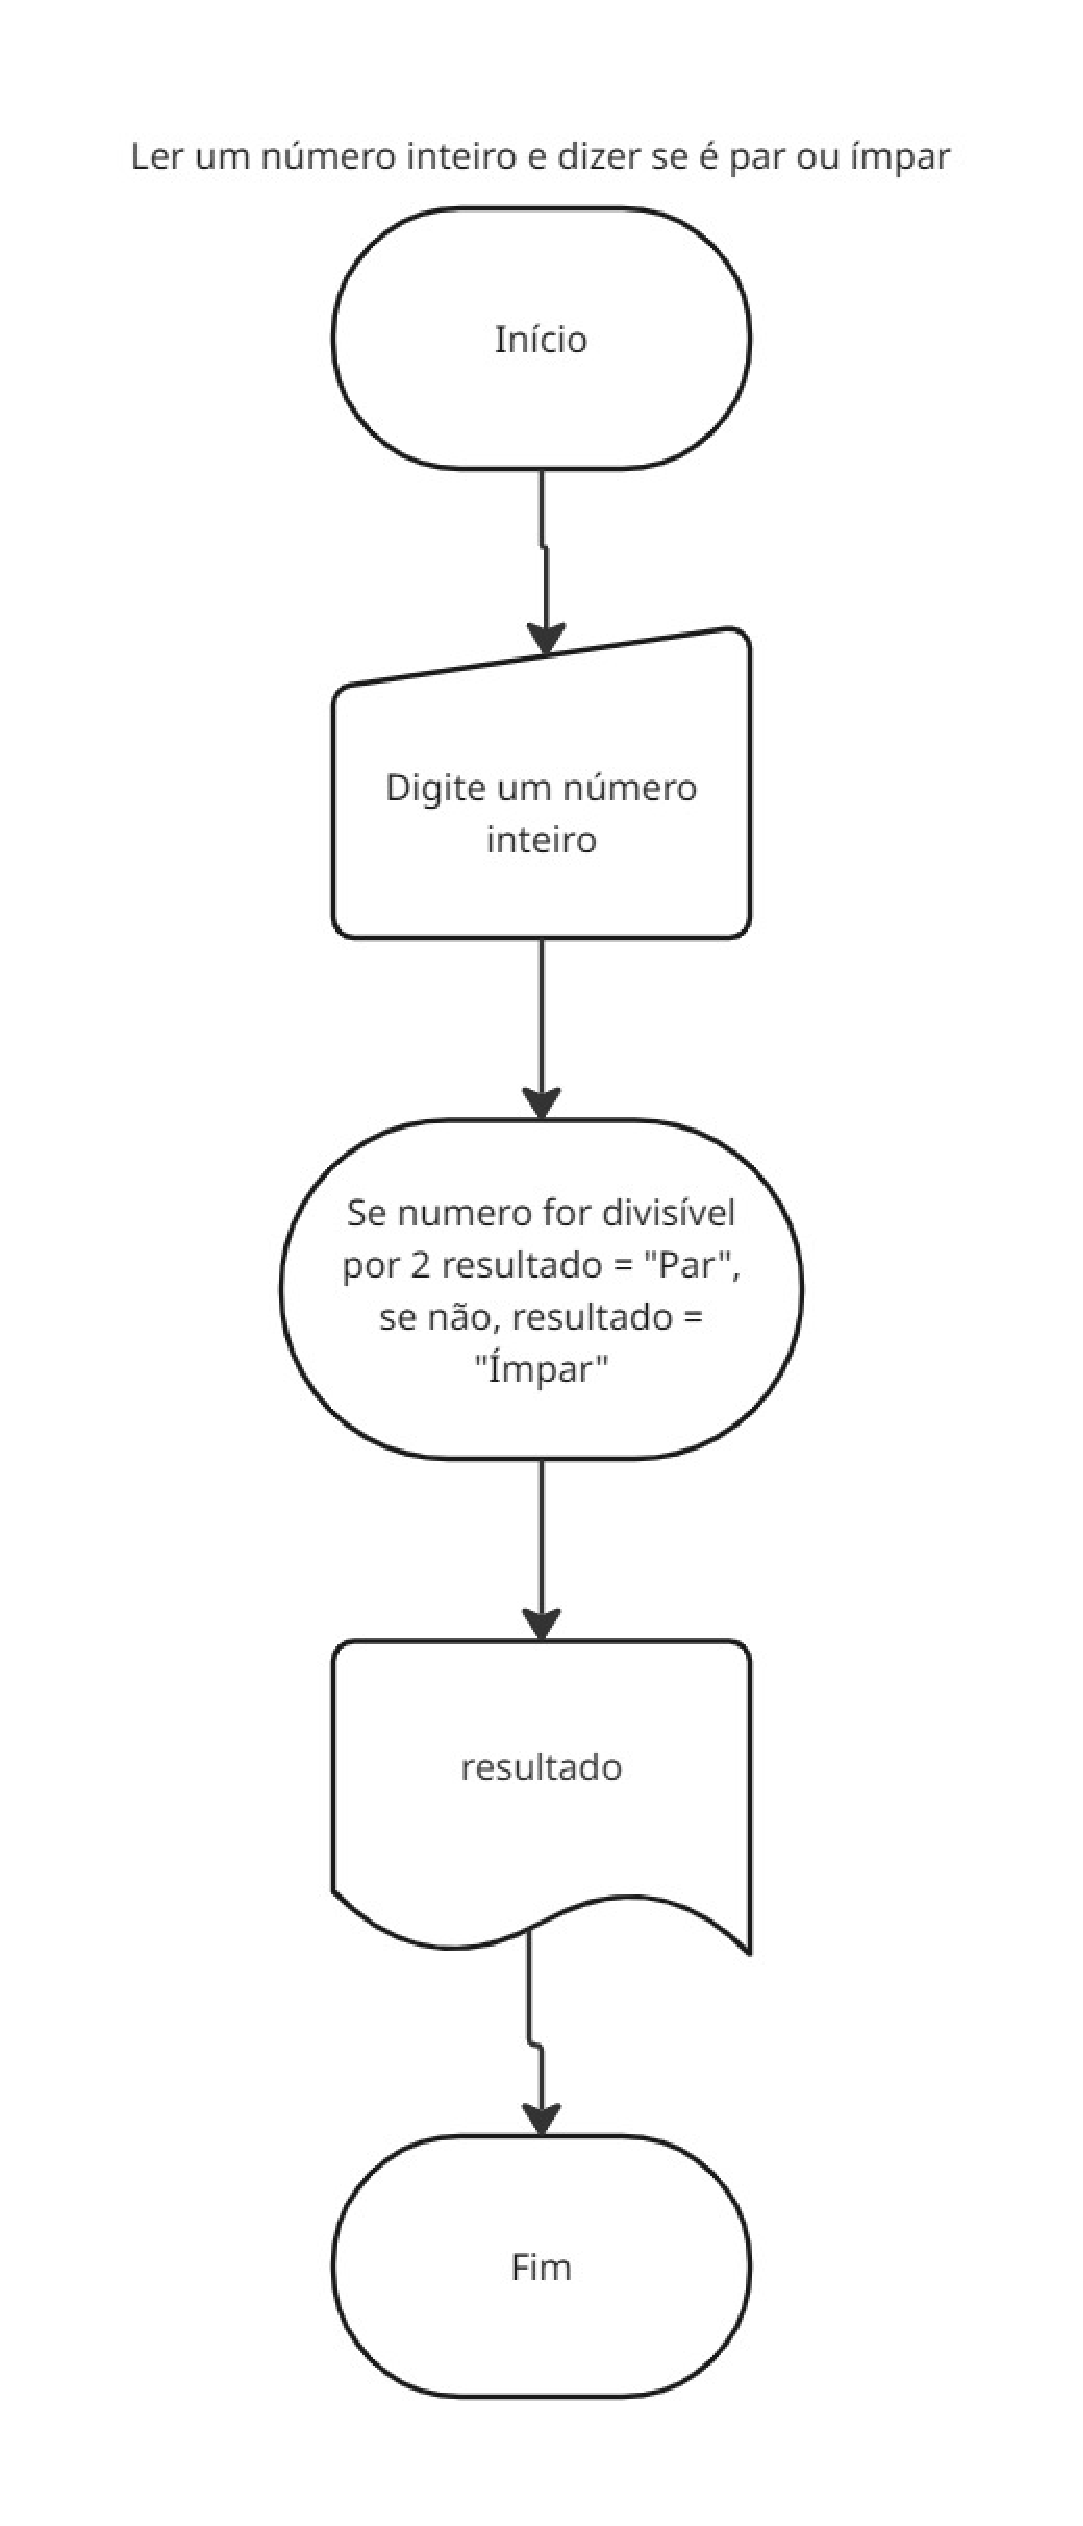 Ler um número inteiro e dizer se é par ou ímpar
Início
Digite um número
inteiro
Se numero for divisível
por 2 resultado = "Par",
se não, resultado =
"Ímpar"
resultado
Fim